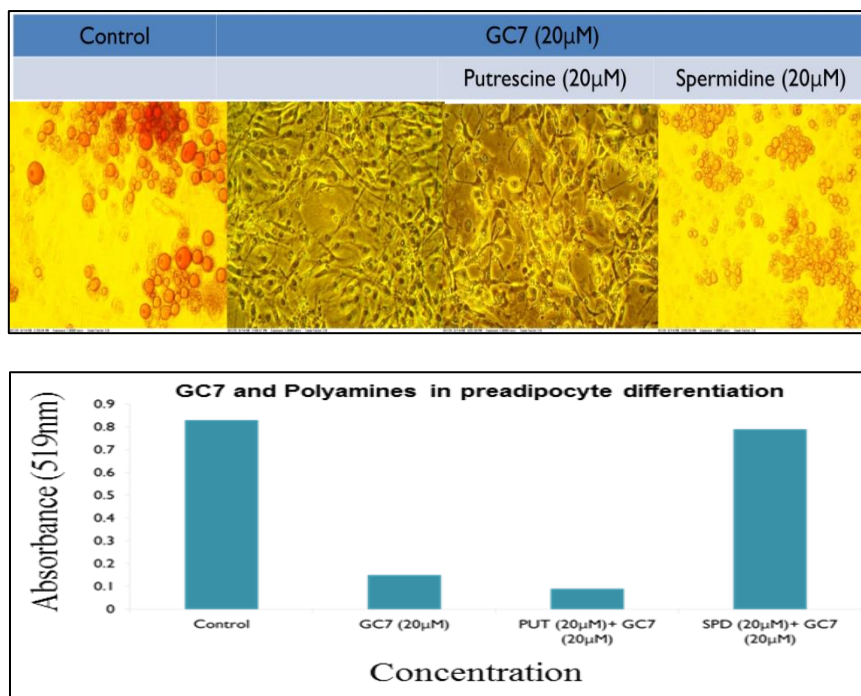 Control GC7 (20µM)
Putrescine (20µM) Spermidine (20µM)
GC7 and Polyamines in preadipocyte differentiation
Absorbance (519nm)
0.9
0.8
0.7
0.6
0.5
0.4
0.3
0.2
0.1
0
Control GC7 (20µM) PUT (20µM)+ GC7 SPD (20µM)+ GC7
(20µM) (20µM)
Concentration